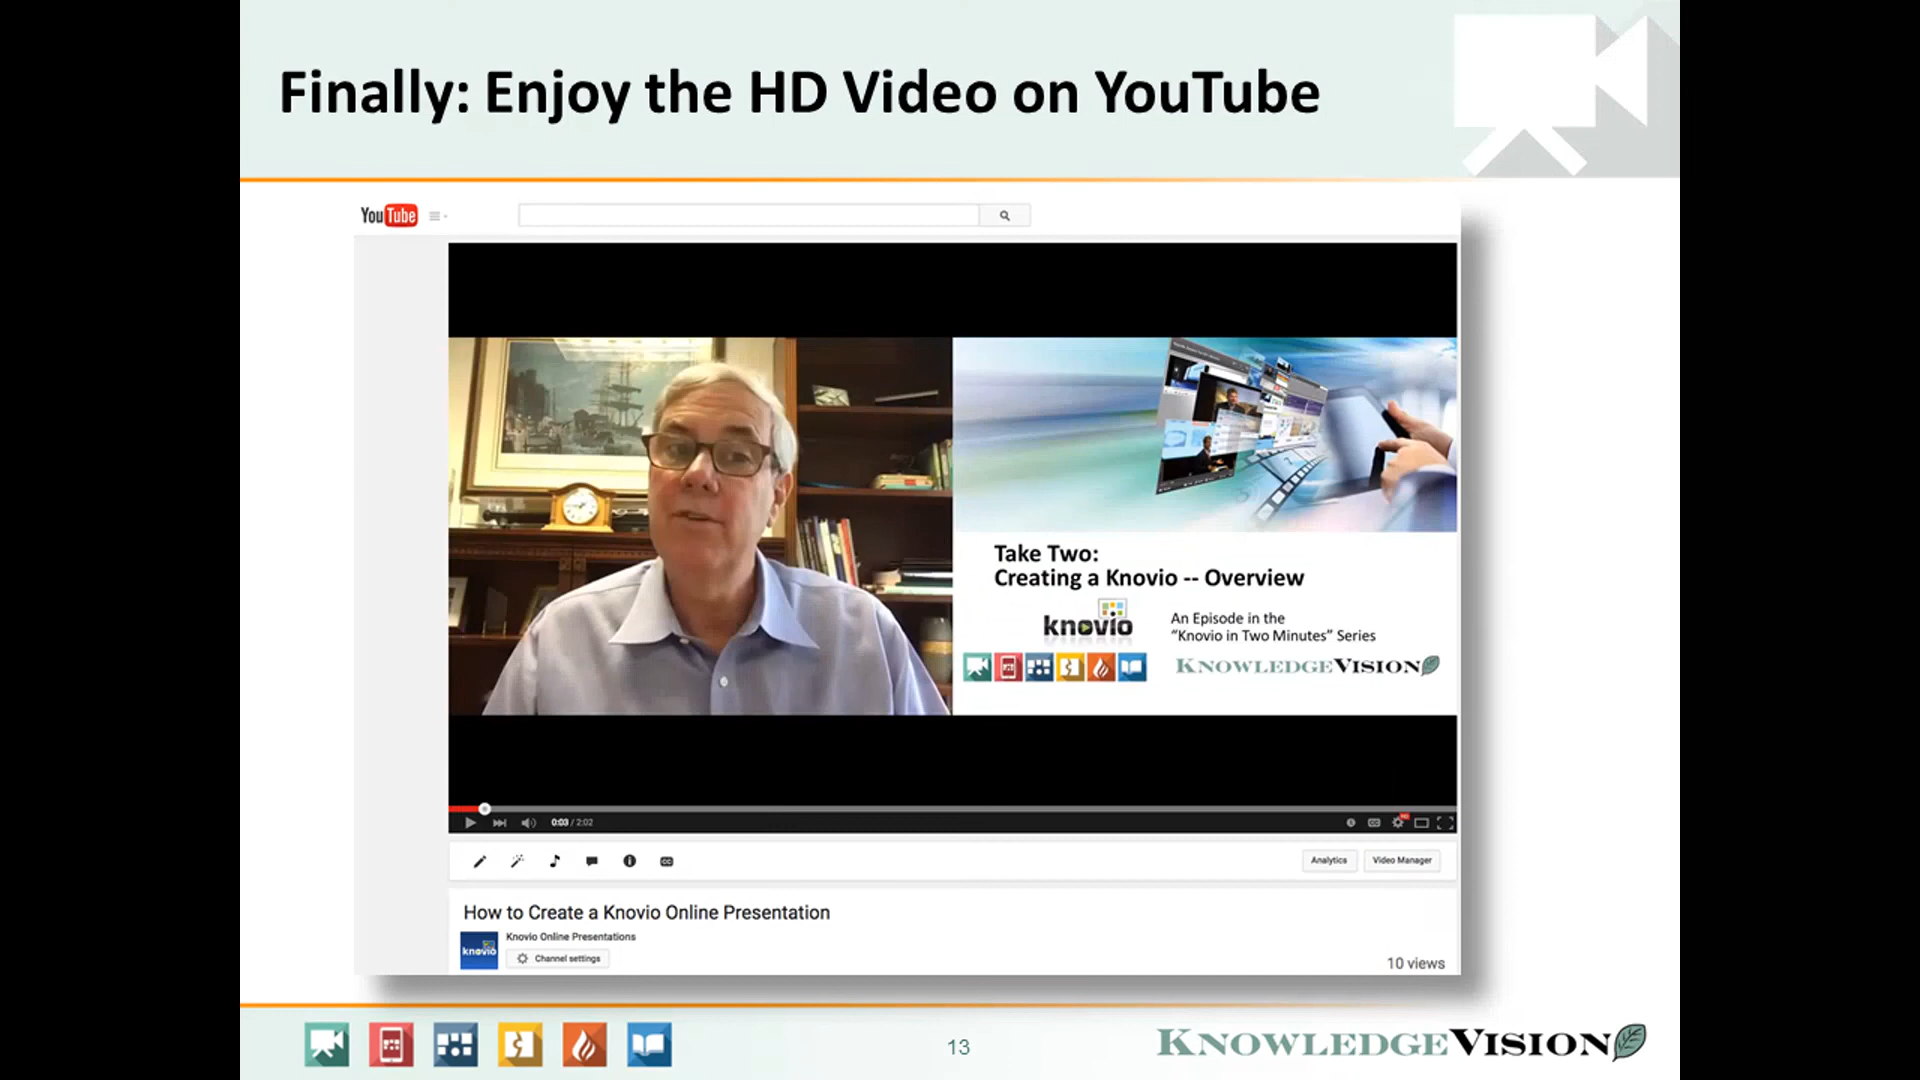 Finally: Enjoy the HD Video on YouTube
YouTube
Take Two:
Creating a Knovio -- Overview
knovio
An Episode in the
“Knovio in Two Minutes” Series
KNOWLEDGEVISION
0:03 / 2:02
HD
Analytics
Video Manager
How to Create a Knovio Online Presentation
knovio
Knovio Online Presentations
Channel settings
10 views
13
KNOWLEDGEVISION